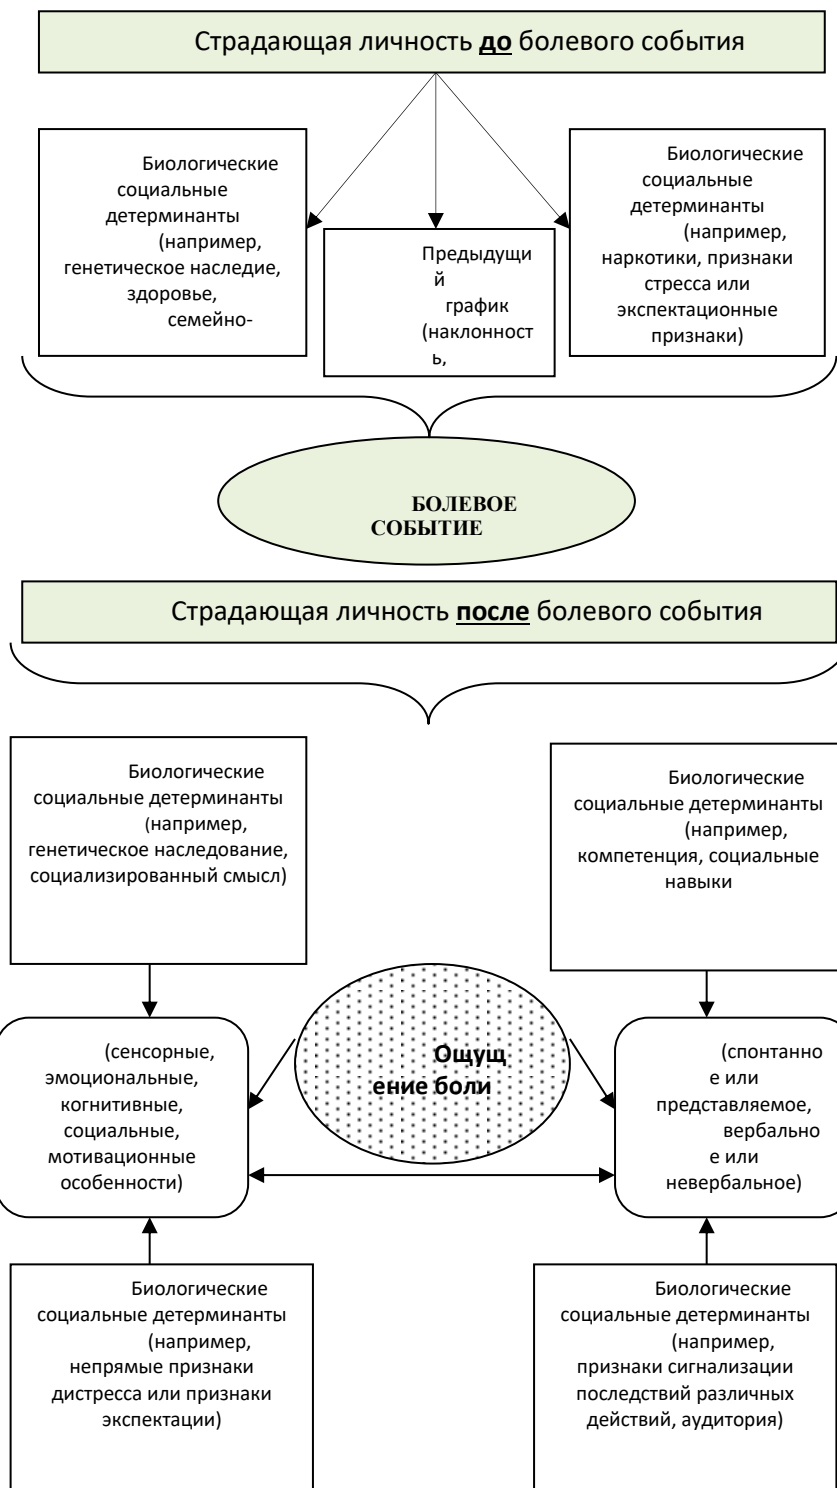 Страдающая личность до болевого события
Биологические
социальные
детерминанты
(например,
генетическое наследие,
здоровье,
семейно-
Предыдущи
й
график
(наклонност
ь,
Биологические
социальные
детерминанты
(например,
наркотики, признаки
стресса или
экспектационные
признаки)
БОЛЕВОЕ
СОБЫТИЕ
Страдающая личность после болевого события
Биологические
социальные детерминанты
(например,
генетическое наследование,
социализированный смысл)
Биологические
социальные детерминанты
(например,
компетенция, социальные
навыки
(сенсорные,
эмоциональные,
когнитивные,
социальные,
мотивационные
особенности)
Ощущ
ение боли
(спонтанно
е или
представляемое,
вербально
е или
невербальное)
Биологические
социальные детерминанты
(например,
непрямые признаки
дистресса или признаки
экспектации)
Биологические
социальные детерминанты
(например,
признаки сигнализации
последствий различных
действий, аудитория)